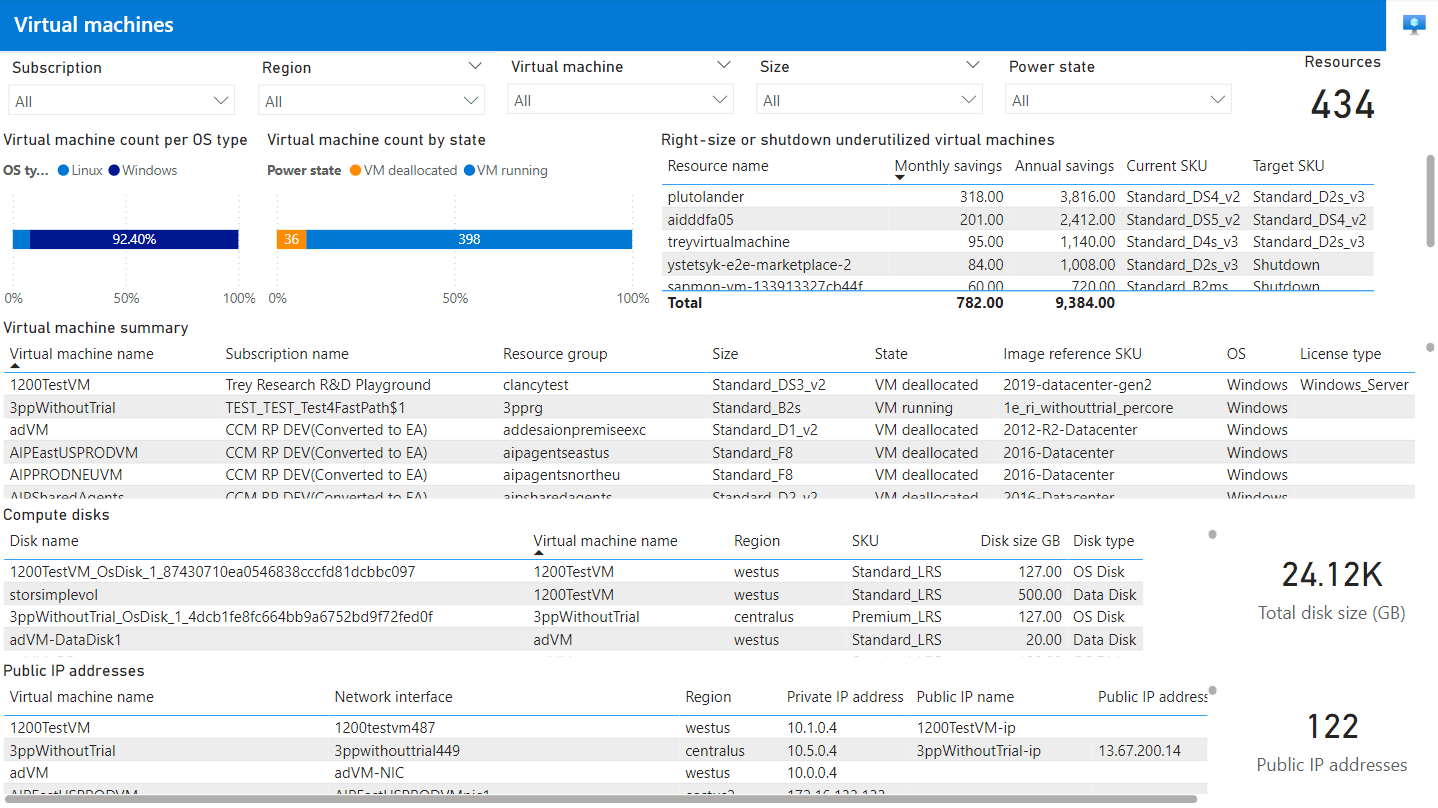 Virtual machines
Subscription Region Virtual machine Size Power state Resources
All All All All All 434
Virtual machine count per OS type
OS ty... Linux Windows
92.40%
0% 50% 100%
Virtual machine count by state
Power state VM deallocated VM running
36 398
0% 50% 100%
Right-size or shutdown underutilized virtual machines
Resource name Monthly savings Annual savings Current SKU Target SKU
plutolander 318.00 3,816.00 Standard_DS4_v2 Standard_D2s_v3
aidddfa05 201.00 2,412.00 Standard_DS5_v2 Standard_DS4_v2
treyvirtualmachine 95.00 1,140.00 Standard_D4s_v3 Standard_D2s_v3
ystetsyk-e2e-marketplace-2 84.00 1,008.00 Standard_D2s_v3 Shutdown
sapmon-vm-133913327cb44f 60.00 720.00 Standard_B2ms Shutdown
Total 782.00 9,384.00
Virtual machine summary
Virtual machine name Subscription name Resource group Size State Image reference SKU OS License type
1200TestVM Trey Research R&D Playground clancytest Standard_DS3_v2 VM deallocated 2019-datacenter-gen2 Windows Windows_Server
3ppWithoutTrial TEST_TEST_Test4FastPath$1 3pprg Standard_B2s VM running 1e_ri_withouttrial_percore Windows
adVM CCM RP DEV(Converted to EA) addesaionpremiseexc Standard_D1_v2 VM deallocated 2012-R2-Datacenter Windows
AIPEastUSPRODVM CCM RP DEV(Converted to EA) aipagentseastus Standard_F8 VM deallocated 2016-Datacenter Windows
AIPPRODNEUVM CCM RP DEV(Converted to EA) aipagentsnortheu Standard_F8 VM deallocated 2016-Datacenter Windows
AIPSharedAgents CCM RP DEV(Converted to EA) aipsharedagents Standard_D2_v2 VM deallocated 2016-Datacenter Windows
Compute disks
Disk name Virtual machine name Region SKU Disk size GB Disk type
1200TestVM_OsDisk_1_87430710ea0546838cccfd81dcbbc097 1200TestVM westus Standard_LRS 127.00 OS Disk
storsimplevol 1200TestVM westus Standard_LRS 500.00 Data Disk
3ppWithoutTrial_OsDisk_1_4dcb1fe8fc664bb9a6752bd9f72fed0f 3ppWithoutTrial centralus Premium_LRS 127.00 OS Disk
adVM-DataDisk1 adVM westus Standard_LRS 20.00 Data Disk
24.12K
Total disk size (GB)
Public IP addresses
Virtual machine name Network interface Region Private IP address Public IP name Public IP address
1200TestVM 1200testvm487 westus 10.1.0.4 1200TestVM-ip
3ppWithoutTrial 3ppwithouttrial449 centralus 10.5.0.4 3ppWithoutTrial-ip 13.67.200.14
adVM adVM-NIC westus 10.0.0.4
AIPEastUSPRODVM AIPEastUSPRODVMnic1
122
Public IP addresses